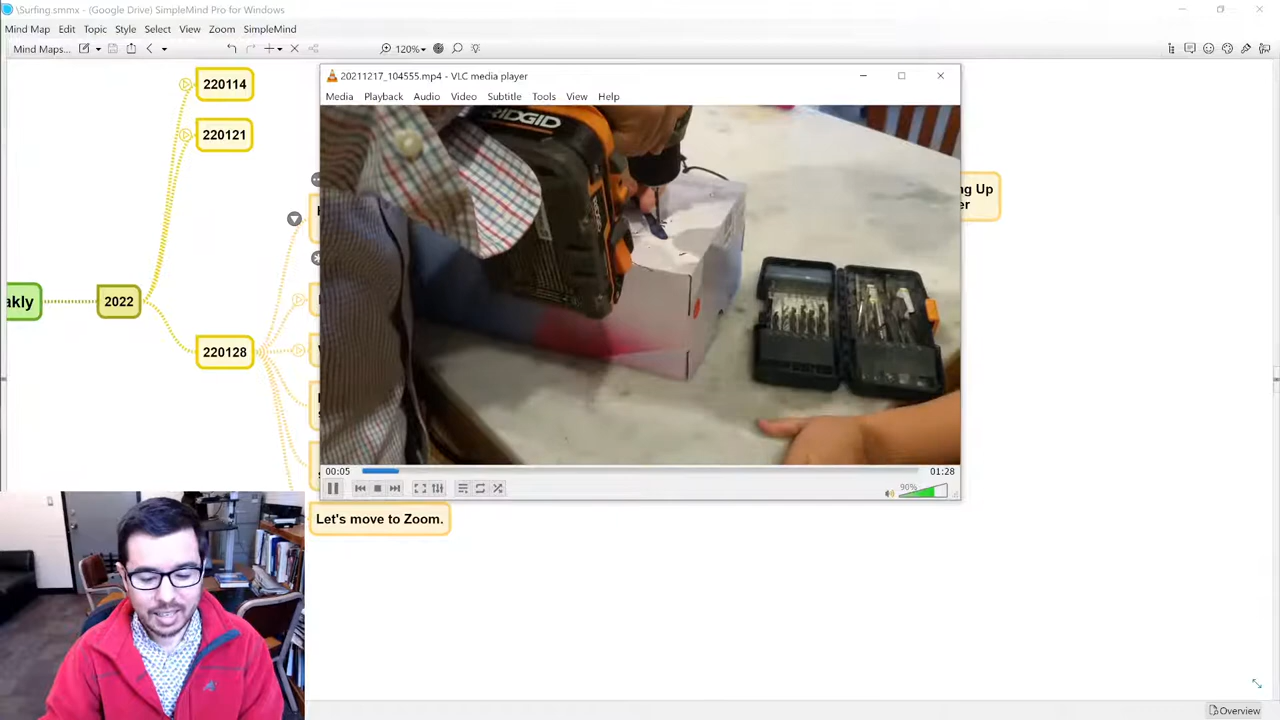 \Surfing.smmx - (Google Drive) SimpleMind Pro for Windows
Mind Map Edit Topic Style Select View Zoom SimpleMind
Mind Maps... 120%
20211217_104555.mp4 - VLC media player
Media Playback Audio Video Subtitle Tools View Help
220114
220121
RIDGID
ng Up
er
akly
2022
220128
00:05 01:28
90%
Let's move to Zoom.
Overview